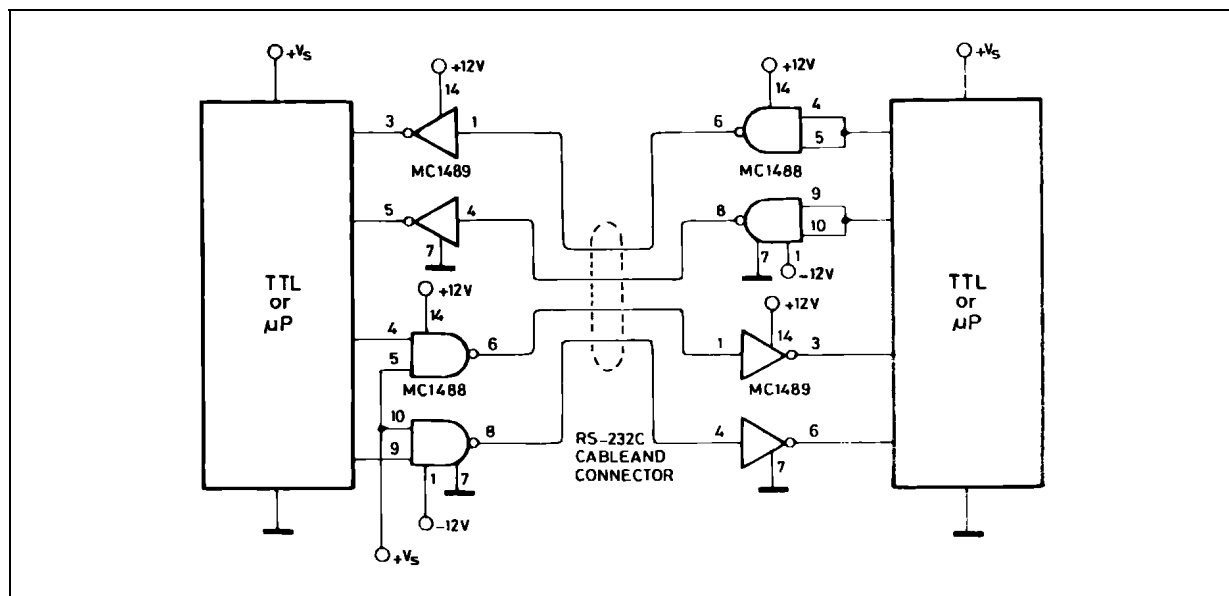 +Vs
+12V
14
3
1
MC1489
5
4
7
TTL
or
µP
+12V
14
4
5
6
MC1488
10
9
8
1
7
-12V
+Vs
RS-232C
CABLEAND
CONNECTOR
+12V
14
6
4
5
MC1488
8
9
10
7
1
-12V
+12V
14
1
3
MC1489
4
6
7
+Vs
TTL
or
µP